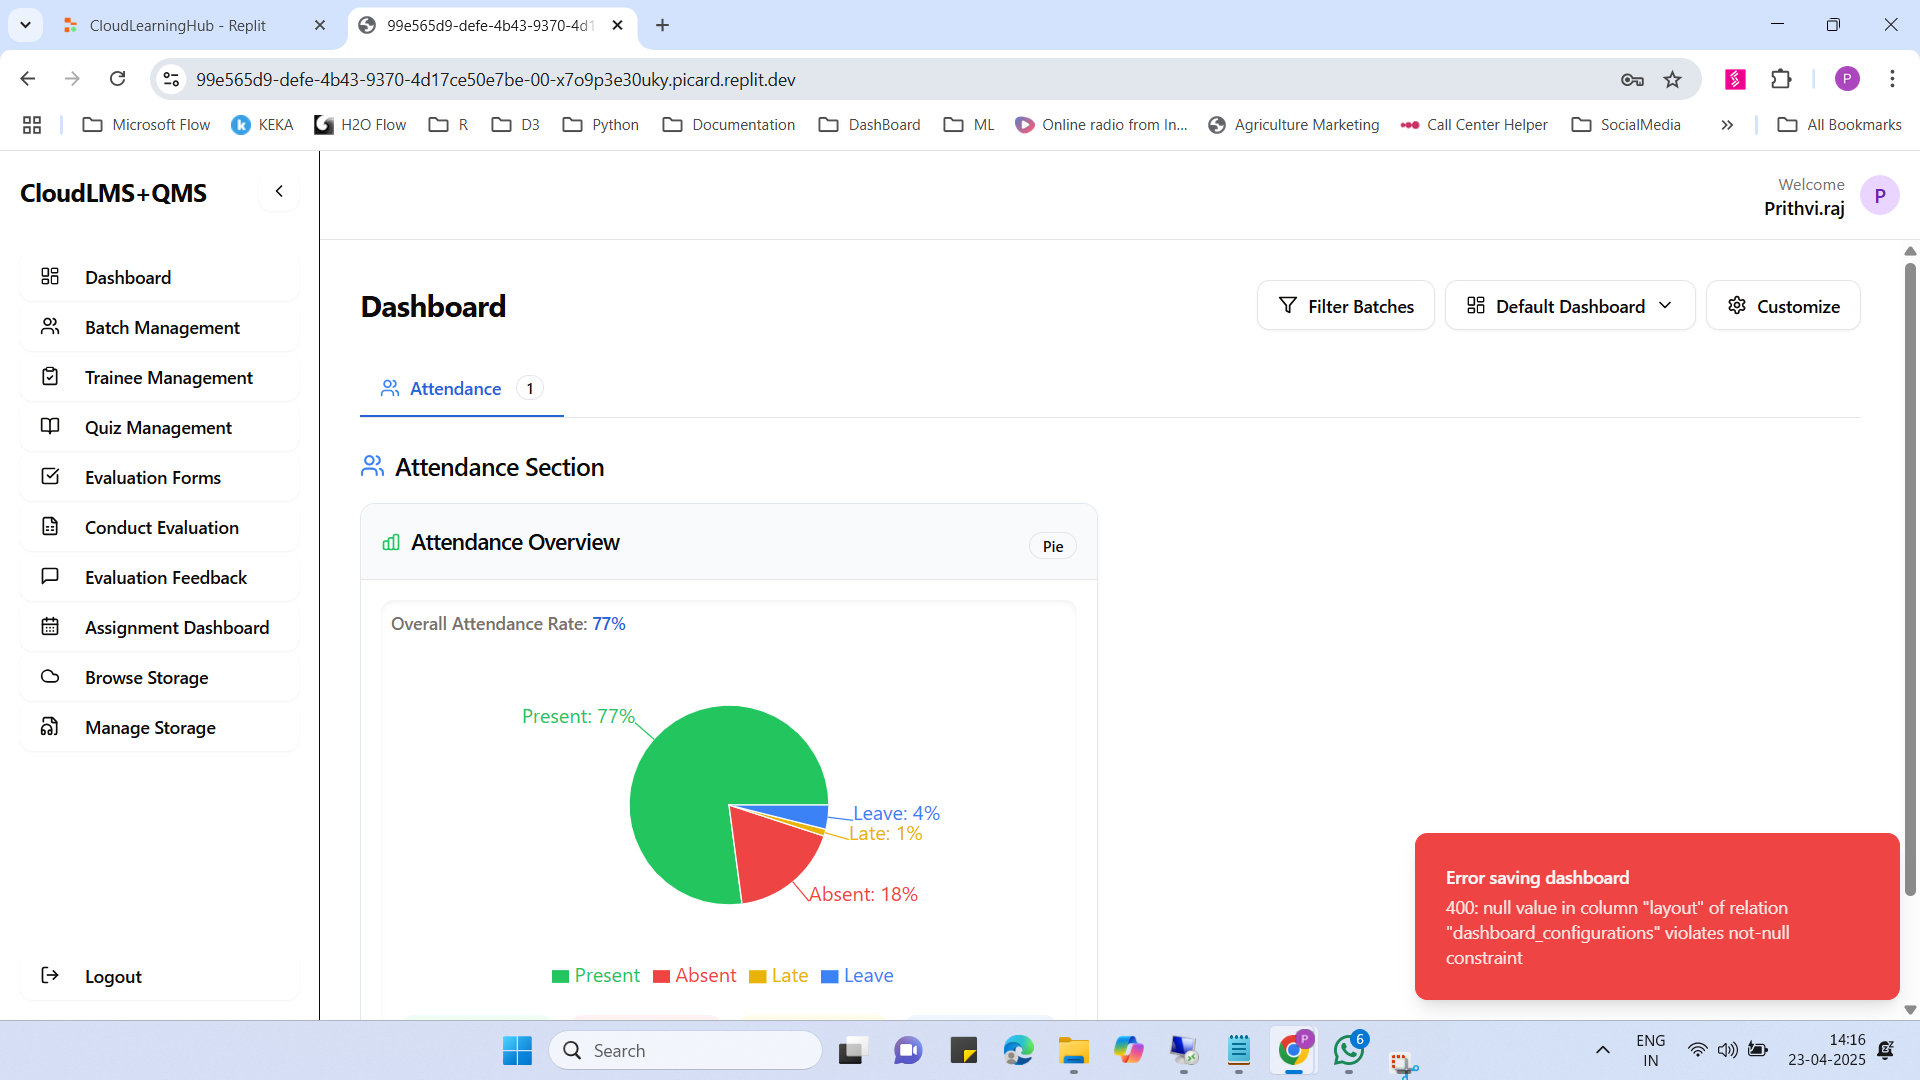 CloudLearningHub - Replit
99e565d9-defe-4b43-9370-4d1
99e565d9-defe-4b43-9370-4d17ce50e7be-00-x7o9p3e30uky.picard.replit.dev
P
Microsoft Flow
KEKA
H2O Flow
R
D3
Python
Documentation
DashBoard
ML
Online radio from In...
Agriculture Marketing
Call Center Helper
SocialMedia
All Bookmarks
CloudLMS+QMS
Welcome
Prithvi.raj
P
Dashboard
Batch Management
Trainee Management
Quiz Management
Evaluation Forms
Conduct Evaluation
Evaluation Feedback
Assignment Dashboard
Browse Storage
Manage Storage
Logout
Dashboard
Filter Batches
Default Dashboard
Customize
Attendance 1
Attendance Section
Attendance Overview
Pie
Overall Attendance Rate: 77%
Present: 77%
Leave: 4%
Late: 1%
Absent: 18%
Present Absent Late Leave
Error saving dashboard
400: null value in column "layout" of relation
"dashboard_configurations" violates not-null
constraint
Search
P
6
ENG
IN
14:16
23-04-2025